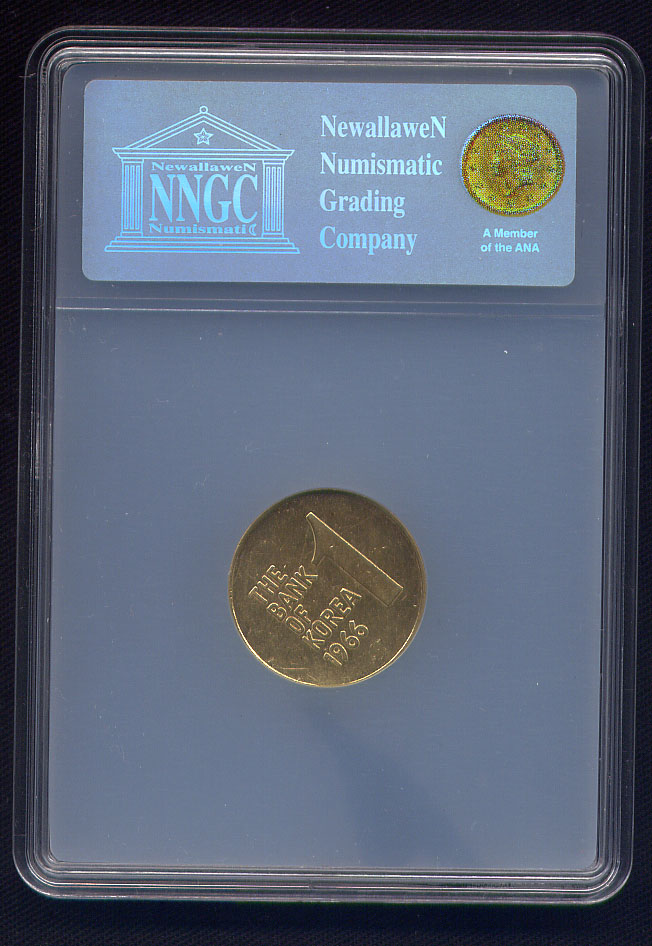 NewallaweN
NNGC
Numismatic
NewallaweN
Numismatic
Grading
Company
A Member
of the ANA
1
THE
BANK
OF
KOREA
1966